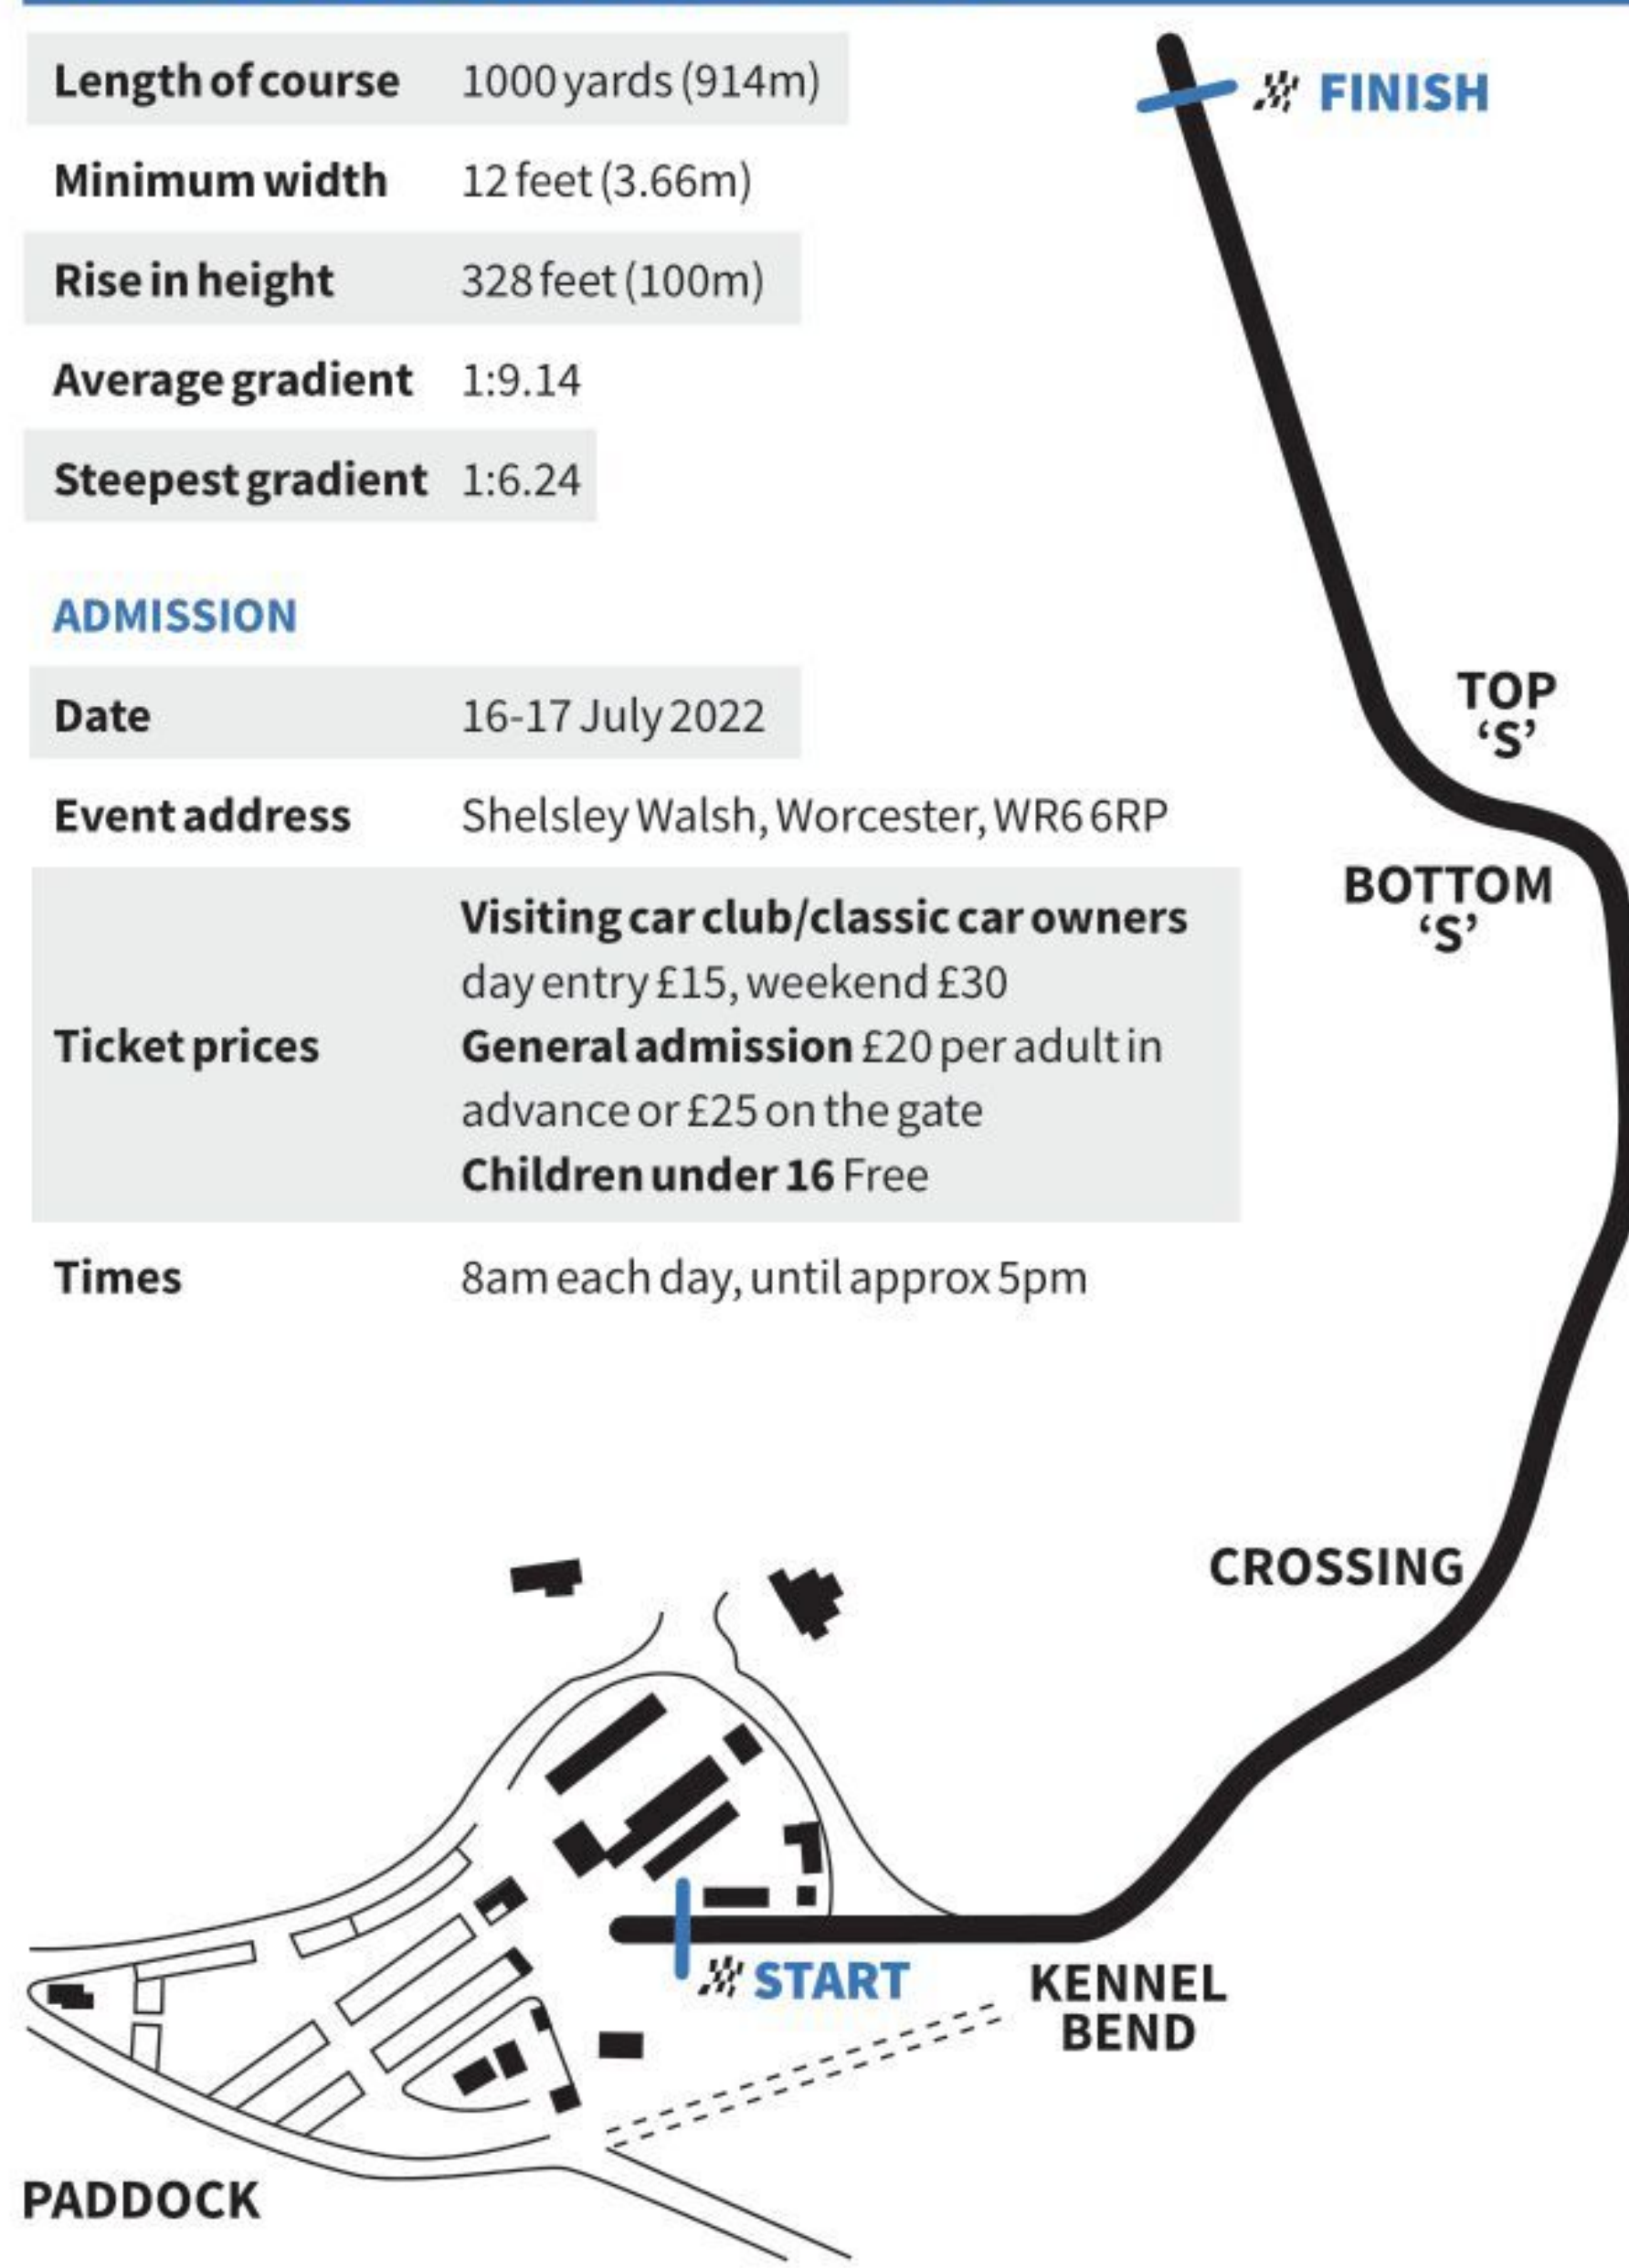 Length of course 1000 yards (914m)
Minimum width 12 feet (3.66m)
Rise in height 328 feet (100m)
Average gradient 1:9.14
Steepest gradient 1:6.24
ADMISSION
Date 16-17 July 2022
Event address Shelsley Walsh, Worcester, WR6 6RP
Ticket prices
Visiting car club/classic car owners
day entry £15, weekend £30
General admission £20 per adult in
advance or £25 on the gate
Children under 16 Free
Times 8am each day, until approx 5pm
FINISH
TOP
‘S’
BOTTOM
‘S’
CROSSING
START
KENNEL
BEND
PADDOCK